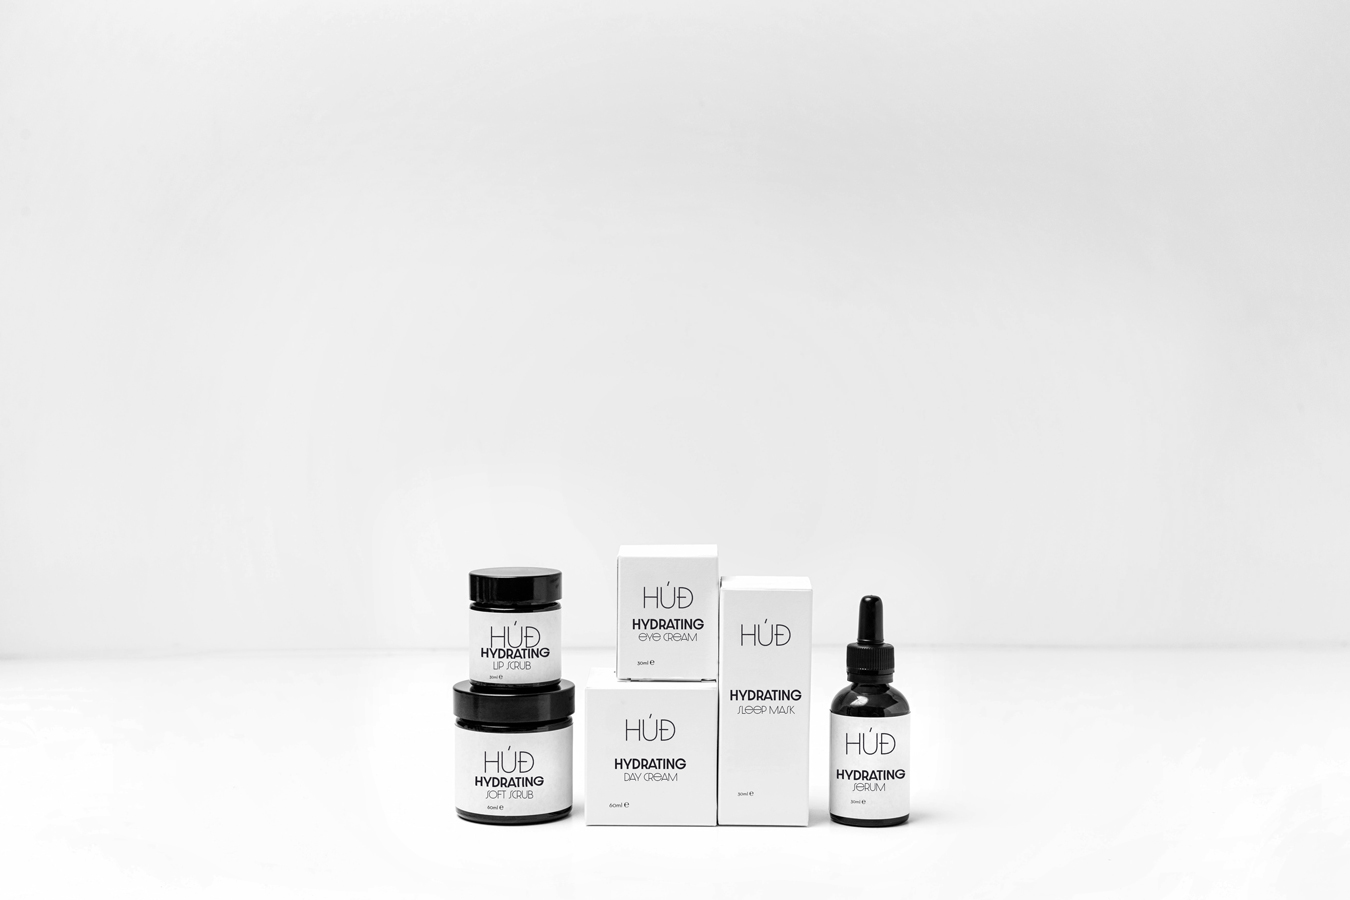 HÚÐ
HYDRATING
LIP SCRUB
30ml ℮
HÚÐ
HYDRATING
SOFT SCRUB
60ml ℮
HÚÐ
HYDRATING
EYE CREAM
30ml ℮
HÚÐ
HYDRATING
DAY CREAM
60ml ℮
HÚÐ
HYDRATING
SLEEP MASK
30ml ℮
HÚÐ
HYDRATING
SERUM
30ml ℮